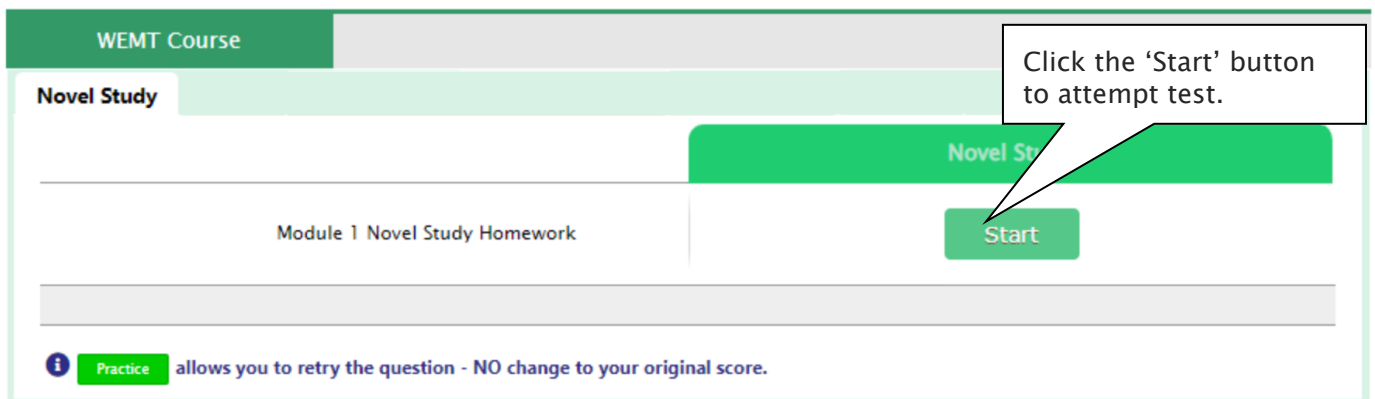 WEMT Course
Click the ‘Start’ button
to attempt test.
Novel Study
Novel
Module 1 Novel Study Homework
Start
Practice allows you to retry the question - NO change to your original score.